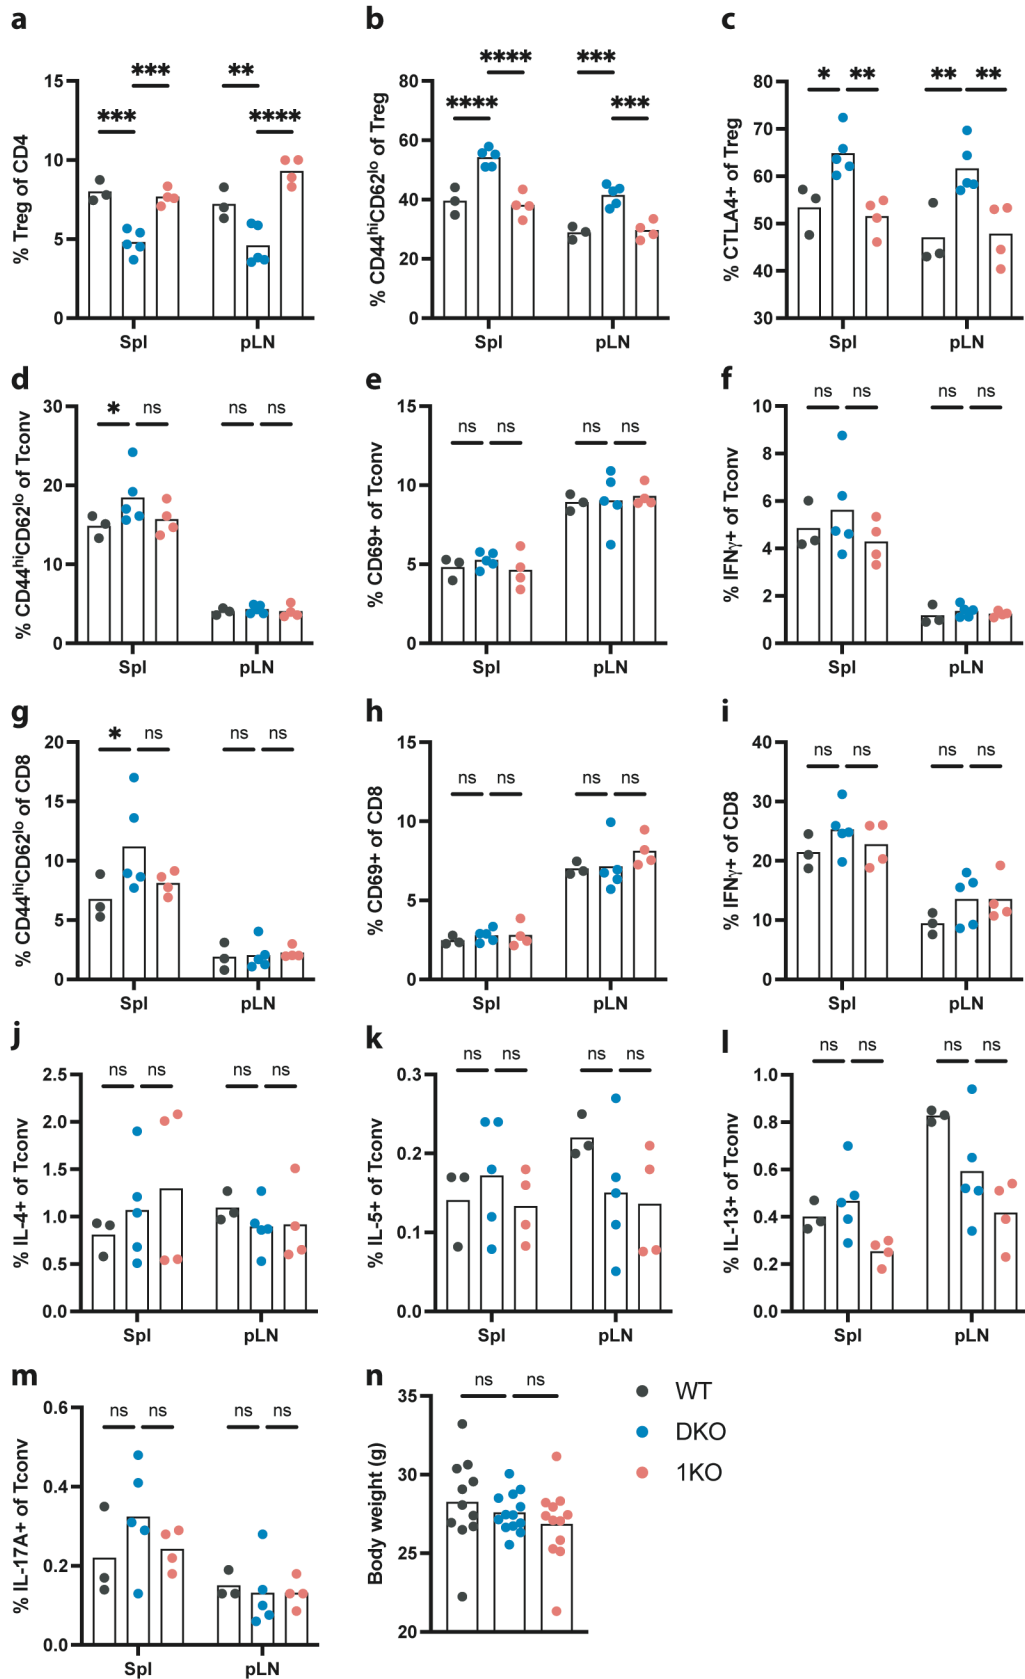 a
b
c
% Treg of CD4
15
10
5
0
*** ***
** ****
Spl pLN
% CD44hiCD62lo of Treg
80
60
40
20
0
**** ****
*** ***
Spl pLN
% CTLA4+ of Treg
80
70
60
50
40
30
* ** ** **
Spl pLN
d
e
f
% CD44hiCD62lo of Tconv
30
20
10
0
* ns ns ns
Spl pLN
% CD69+ of Tconv
15
10
5
0
ns ns ns ns
Spl pLN
% IFNγ+ of Tconv
10
8
6
4
2
0
ns ns ns ns
Spl pLN
g
h
i
% CD44hiCD62lo of CD8
20
15
10
5
0
* ns ns ns
Spl pLN
% CD69+ of CD8
15
10
5
0
ns ns ns ns
Spl pLN
% IFNγ+ of CD8
40
30
20
10
0
ns ns ns ns
Spl pLN
j
k
l
% IL-4+ of Tconv
2.5
2.0
1.5
1.0
0.5
0.0
ns ns ns ns
Spl pLN
% IL-5+ of Tconv
0.3
0.2
0.1
0.0
ns ns ns ns
Spl pLN
% IL-13+ of Tconv
1.0
0.8
0.6
0.4
0.2
0.0
ns ns ns ns
Spl pLN
m
n
% IL-17A+ of Tconv
0.6
0.4
0.2
0.0
ns ns ns ns
Spl pLN
Body weight (g)
35
30
25
20
ns ns
WT
DKO
1KO